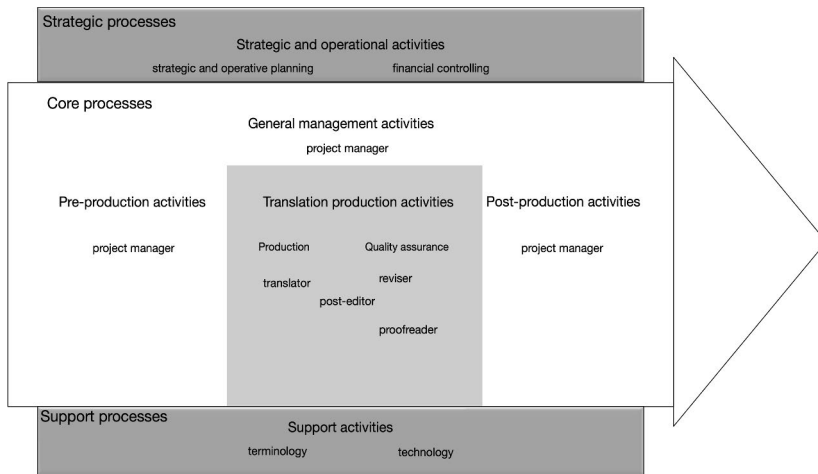 Strategic processes
Strategic and operational activities
strategic and operative planning
financial controlling
Core processes
General management activities
project manager
Pre-production activities
project manager
Translation production activities
Production
Quality assurance
translator
reviser
post-editor
proofreader
Post-production activities
project manager
Support processes
Support activities
terminology
technology